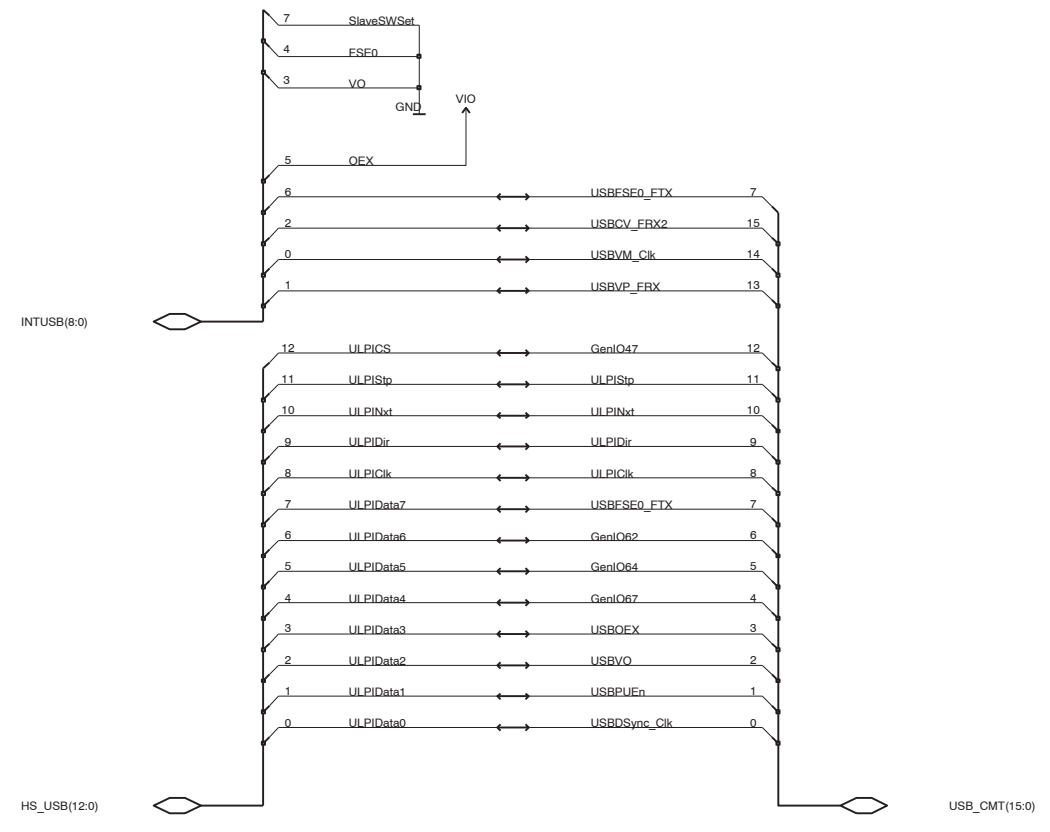 7 SlaveSWSet
4 FSE0
3 VO
GND VIO
5 OEX
6 USBFSE0_FTX 7
2 USBCV_FRX2 15
0 USBVM_Clk 14
1 USBVP_FRX 13
INTUSB(8:0)
12 ULPICS GenIO47 12
11 ULPIStp ULPIStp 11
10 ULPINxt ULPINxt 10
9 ULPIDir ULPIDir 9
8 ULPIClk ULPIClk 8
7 ULPIData7 USBFSE0_FTX 7
6 ULPIData6 GenIO62 6
5 ULPIData5 GenIO64 5
4 ULPIData4 GenIO67 4
3 ULPIData3 USBOEX 3
2 ULPIData2 USBVO 2
1 ULPIData1 USBPUEn 1
0 ULPIData0 USBDSync_Clk 0
HS_USB(12:0) USB_CMT(15:0)